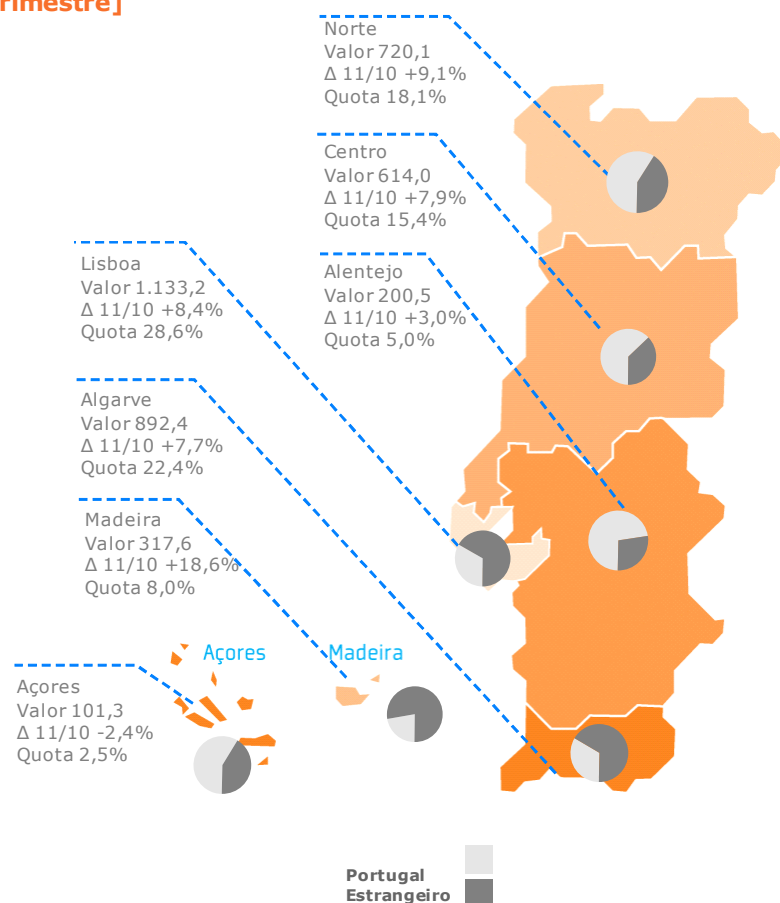 rimestre]
Norte
Valor 720,1
Δ 11/10 +9,1%
Quota 18,1%
Centro
Valor 614,0
Δ 11/10 +7,9%
Quota 15,4%
Lisboa
Valor 1.133,2
Δ 11/10 +8,4%
Quota 28,6%
Alentejo
Valor 200,5
Δ 11/10 +3,0%
Quota 5,0%
Algarve
Valor 892,4
Δ 11/10 +7,7%
Quota 22,4%
Madeira
Valor 317,6
Δ 11/10 +18,6%
Quota 8,0%
Açores
Madeira
Açores
Valor 101,3
Δ 11/10 -2,4%
Quota 2,5%
Portugal
Estrangeiro